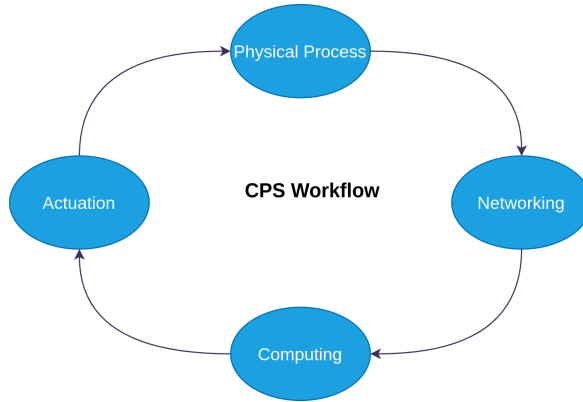 Physical Process
Actuation
CPS Workflow
Networking
Computing